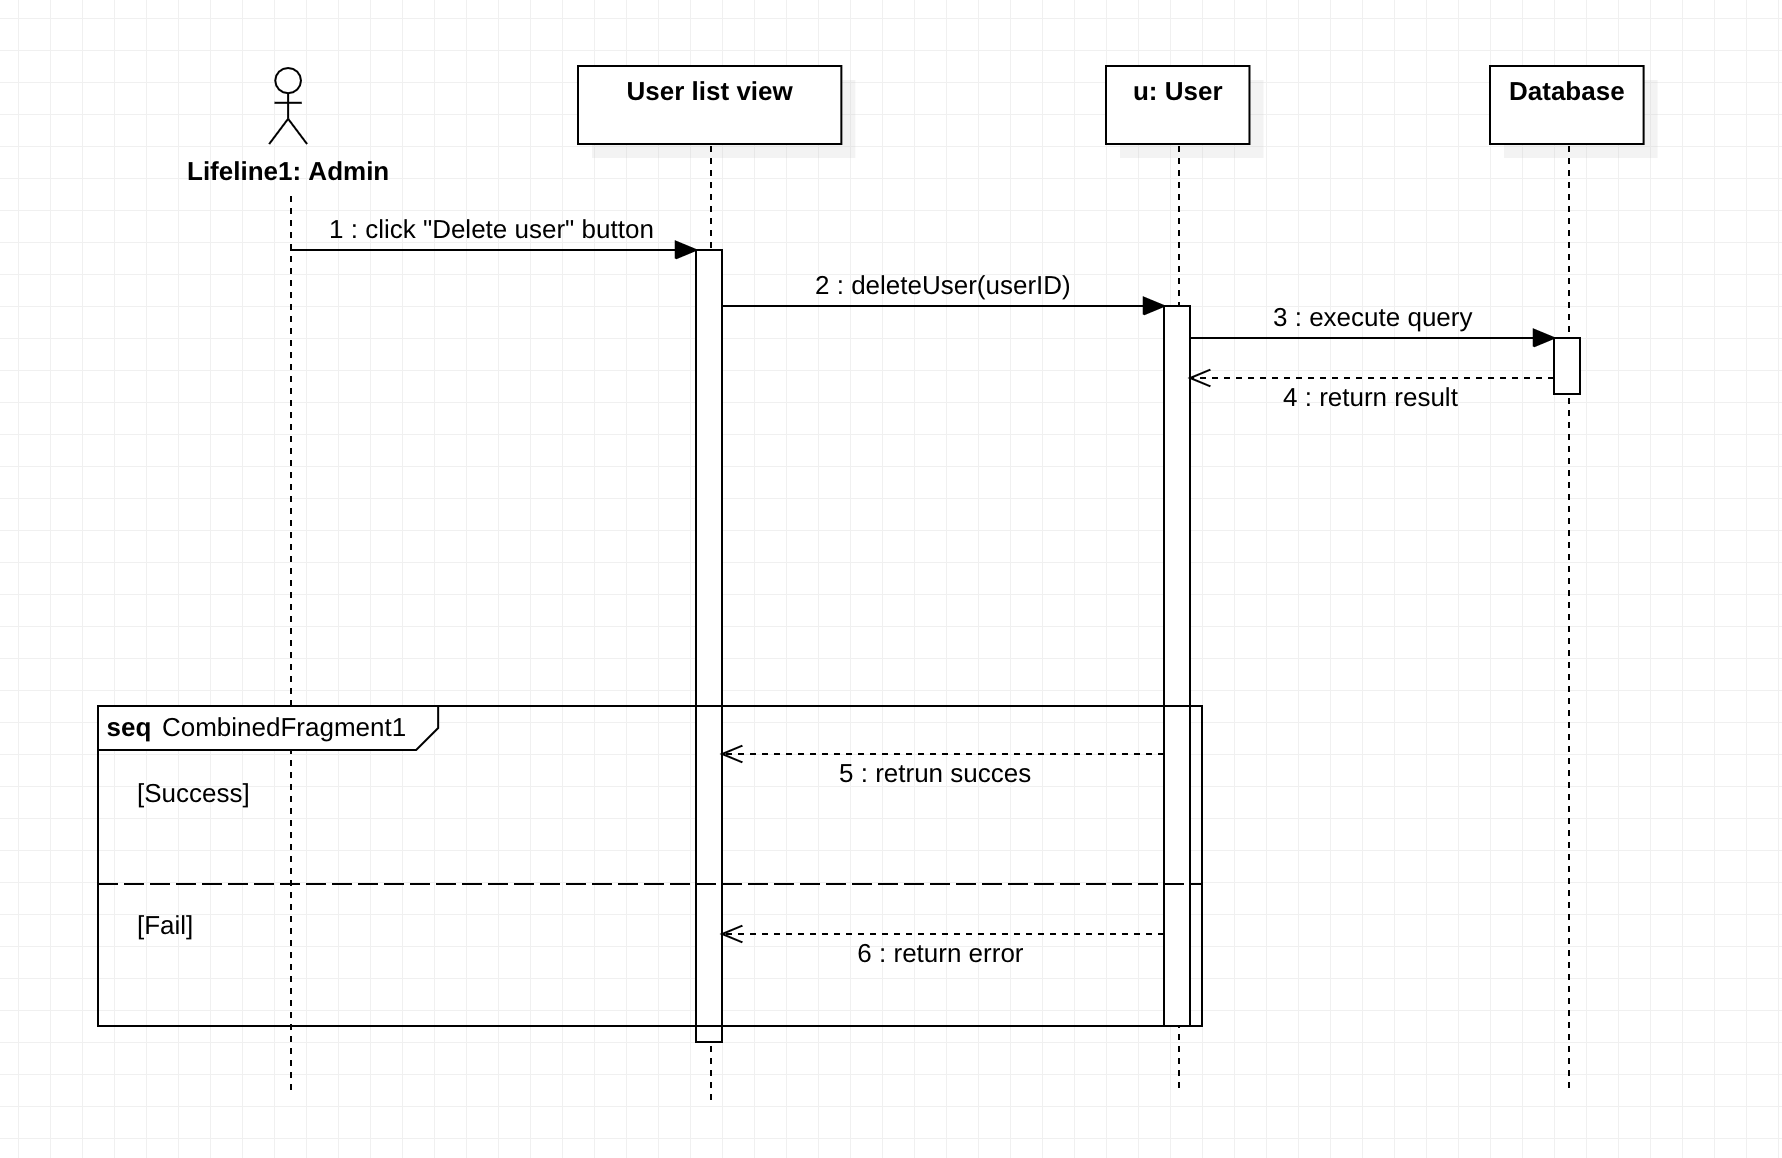 User list view
u: User
Database
Lifeline1: Admin
1 : click "Delete user" button
2 : deleteUser(userID)
3 : execute query
4 : return result
seq CombinedFragment1
5 : retrun succes
[Success]
[Fail]
6 : return error